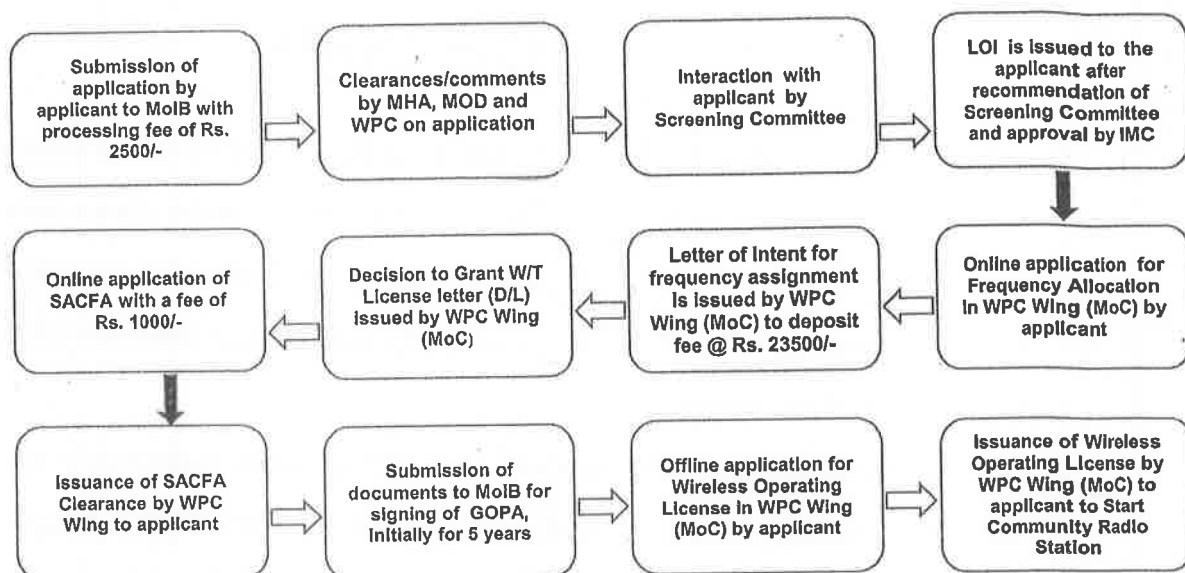 Submission of
application by
applicant to MoIB with
processing fee of Rs.
2500/-
Clearances/comments
by MHA, MOD and
WPC on application
Interaction with
applicant by
Screening Committee
LOI is issued to the
applicant after
recommendation of
Screening Committee
and approval by IMC
Online application for
Frequency Allocation
in WPC Wing (MoC) by
applicant
Letter of Intent for
frequency assignment
is issued by WPC
Wing (MoC) to deposit
fee @ Rs. 23500/-
Decision to Grant W/T
License letter (D/L)
issued by WPC Wing
(MoC)
Online application of
SACFA with a fee of
Rs. 1000/-
Issuance of SACFA
Clearance by WPC
Wing to applicant
Submission of
documents to MoIB for
signing of GOPA,
initially for 5 years
Offline application for
Wireless Operating
License in WPC Wing
(MoC) by applicant
Issuance of Wireless
Operating License by
WPC Wing (MoC) to
applicant to Start
Community Radio
Station